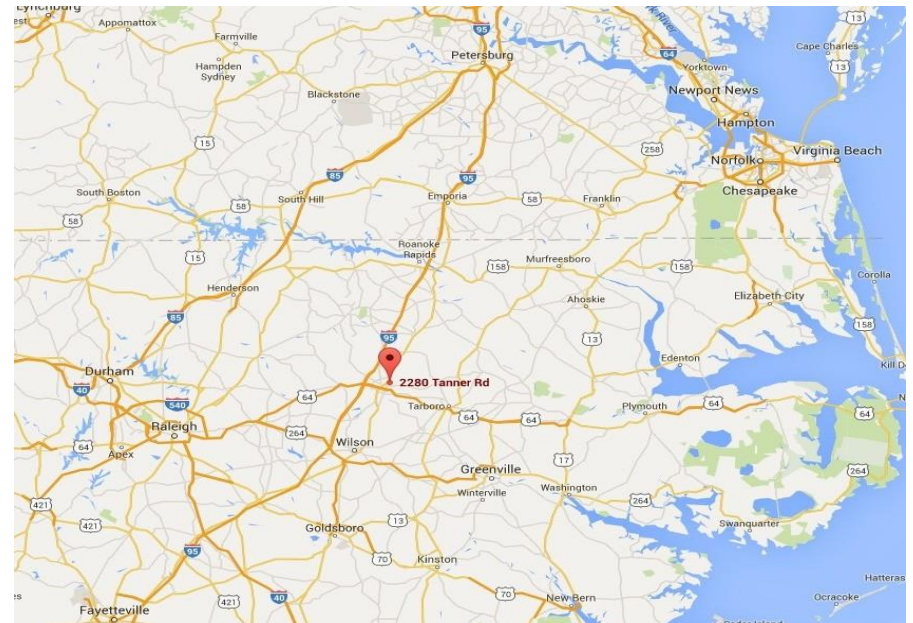 Lynchburg
Appomattox
Farmville
95
13
Cape Charles
64
Petersburg
Hampden
Sydney
Yorktown
13
Blackstone
Newport News
Hampton
15
258
Virginia Beach
Norfolk
85
95
Chesapeake
South Boston
South Hill
Emporia
58
Franklin
58
58
Roanoke
Rapids
15
158
Murfreesboro
158
Corolla
Henderson
Ahoskie
Elizabeth City
85
95
13
158
Edenton
Kill D
Durham
40
2280 Tanner Rd
64
540
Tarboro
64
Plymouth
64
64
Raleigh
64
264
Wilson
64
Apex
17
264
Greenville
Winterville
Washington
421
421
13
Swanquarter
Goldsboro
95
70
Kinston
Hatteras
40
421
70
New Bern
Ocracoke
Fayetteville